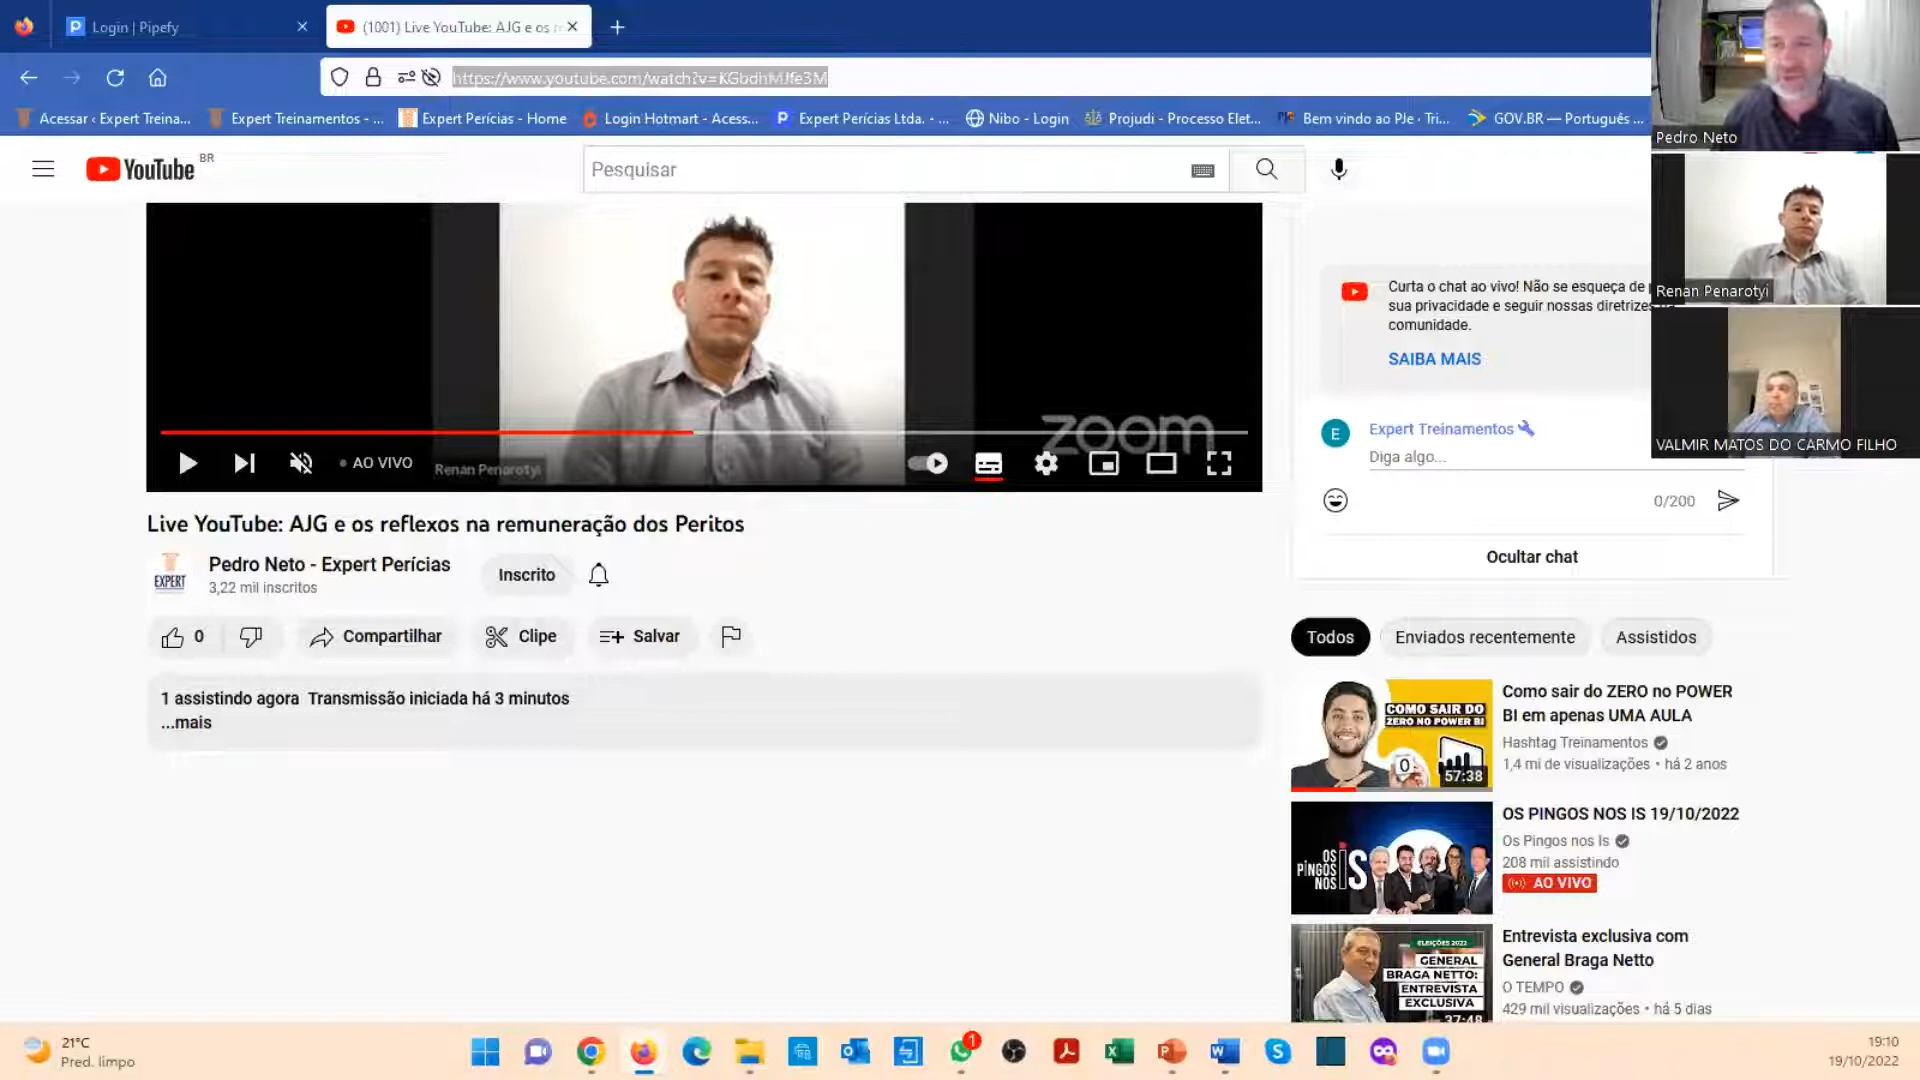 Login | Pipefy
(1001) Live YouTube: AJG e os r
https://www.youtube.com/watch?v=KGbdhMJfe3M
Acessar ‹ Expert Treina...
Expert Treinamentos - ...
Expert Perícias - Home
Login Hotmart - Acess...
Expert Perícias Ltda. - ...
Nibo - Login
Projudi - Processo Elet...
Bem vindo ao PJe · Tri...
GOV.BR — Português ...
Pedro Neto
YouTube BR
Pesquisar
Curta o chat ao vivo! Não se esqueça de
sua privacidade e seguir nossas diretrizes
comunidade.
SAIBA MAIS
Renan Penarotyi
E Expert Treinamentos
Diga algo...
VALMIR MATOS DO CARMO FILHO
zoom
AO VIVO
Renan Penarotyi
0/200
Ocultar chat
Live YouTube: AJG e os reflexos na remuneração dos Peritos
EXPERT
Pedro Neto - Expert Perícias
3,22 mil inscritos
Inscrito
0
Compartilhar
Clipe
Salvar
1 assistindo agora Transmissão iniciada há 3 minutos
...mais
Todos
Enviados recentemente
Assistidos
COMO SAIR DO
ZERO NO POWER BI
0
57:38
Como sair do ZERO no POWER
BI em apenas UMA AULA
Hashtag Treinamentos
1,4 mi de visualizações • há 2 anos
OS
PINGOS
NOS
iS
OS PINGOS NOS IS 19/10/2022
Os Pingos nos Is
208 mil assistindo
AO VIVO
ELEIÇÕES 2022
GENERAL
BRAGA NETTO:
ENTREVISTA
EXCLUSIVA
37:48
Entrevista exclusiva com
General Braga Netto
O TEMPO
429 mil visualizações • há 5 dias
21°C
Pred. limpo
1
19:10
19/10/2022